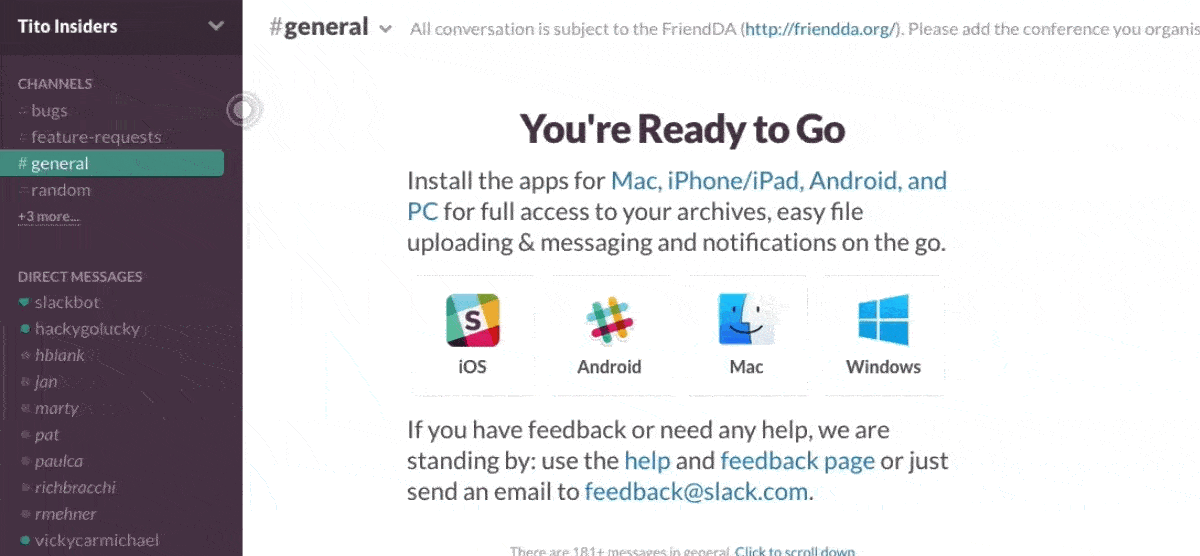 Tito Insiders
CHANNELS
# bugs
# feature-requests
# general
# random
+3 more...
DIRECT MESSAGES
slackbot
hackygolucky
hblank
jan
marty
pat
paulca
richbracchi
rmehner
vickycarmichael
#general All conversation is subject to the FriendDA (http://friendda.org/). Please add the conference you organis
You're Ready to Go
Install the apps for Mac, iPhone/iPad, Android, and
PC for full access to your archives, easy file
uploading & messaging and notifications on the go.
S
iOS
Android
Mac
Windows
If you have feedback or need any help, we are
standing by: use the help and feedback page or just
send an email to feedback@slack.com.
There are 181+ messages in general. Click to scroll down.